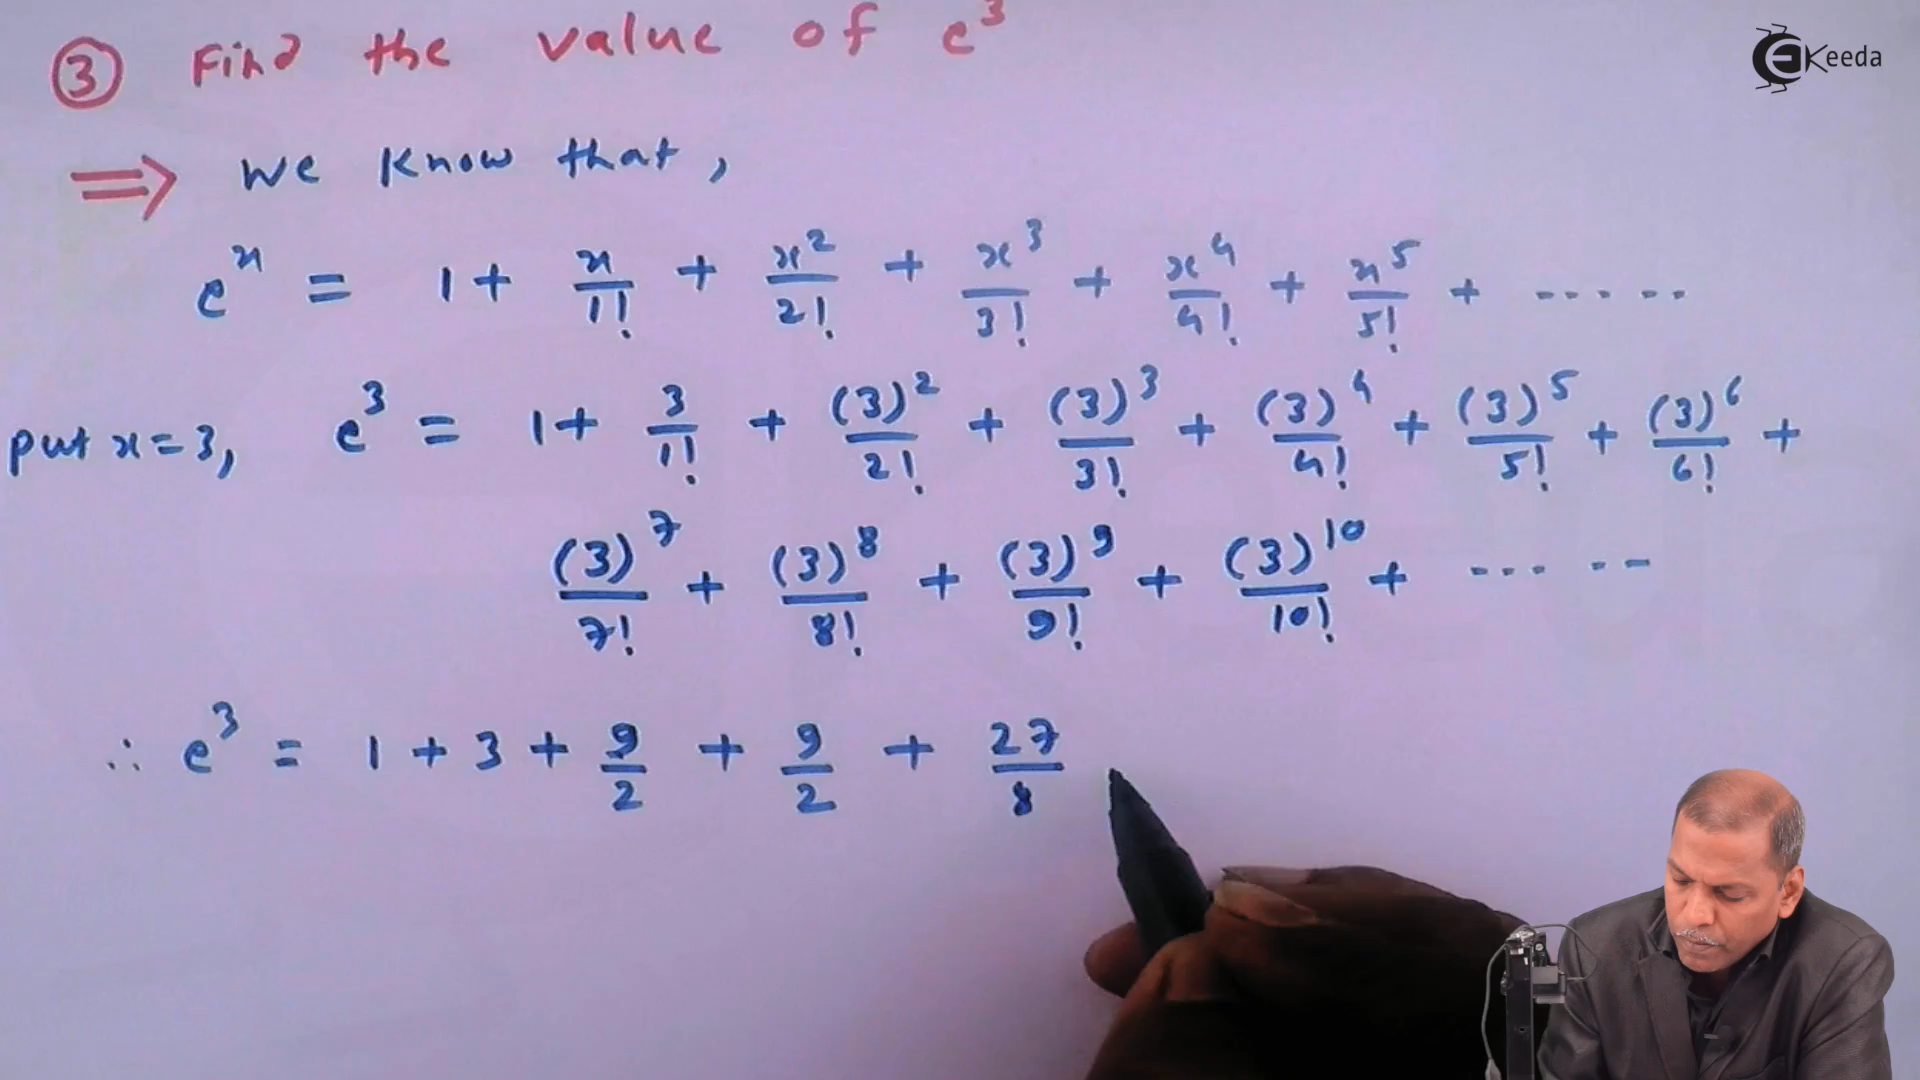 ③ Find the value of e³
EKeeda
⇒ We know that,
eˣ = 1 + x/1! + x²/2! + x³/3! + x⁴/4! + x⁵/5! + ........
put x = 3, e³ = 1 + 3/1! + (3)²/2! + (3)³/3! + (3)⁴/4! + (3)⁵/5! + (3)⁶/6! +
(3)⁷/7! + (3)⁸/8! + (3)⁹/9! + (3)¹⁰/10! + ........
∴ e³ = 1 + 3 + 9/2 + 9/2 + 27/8